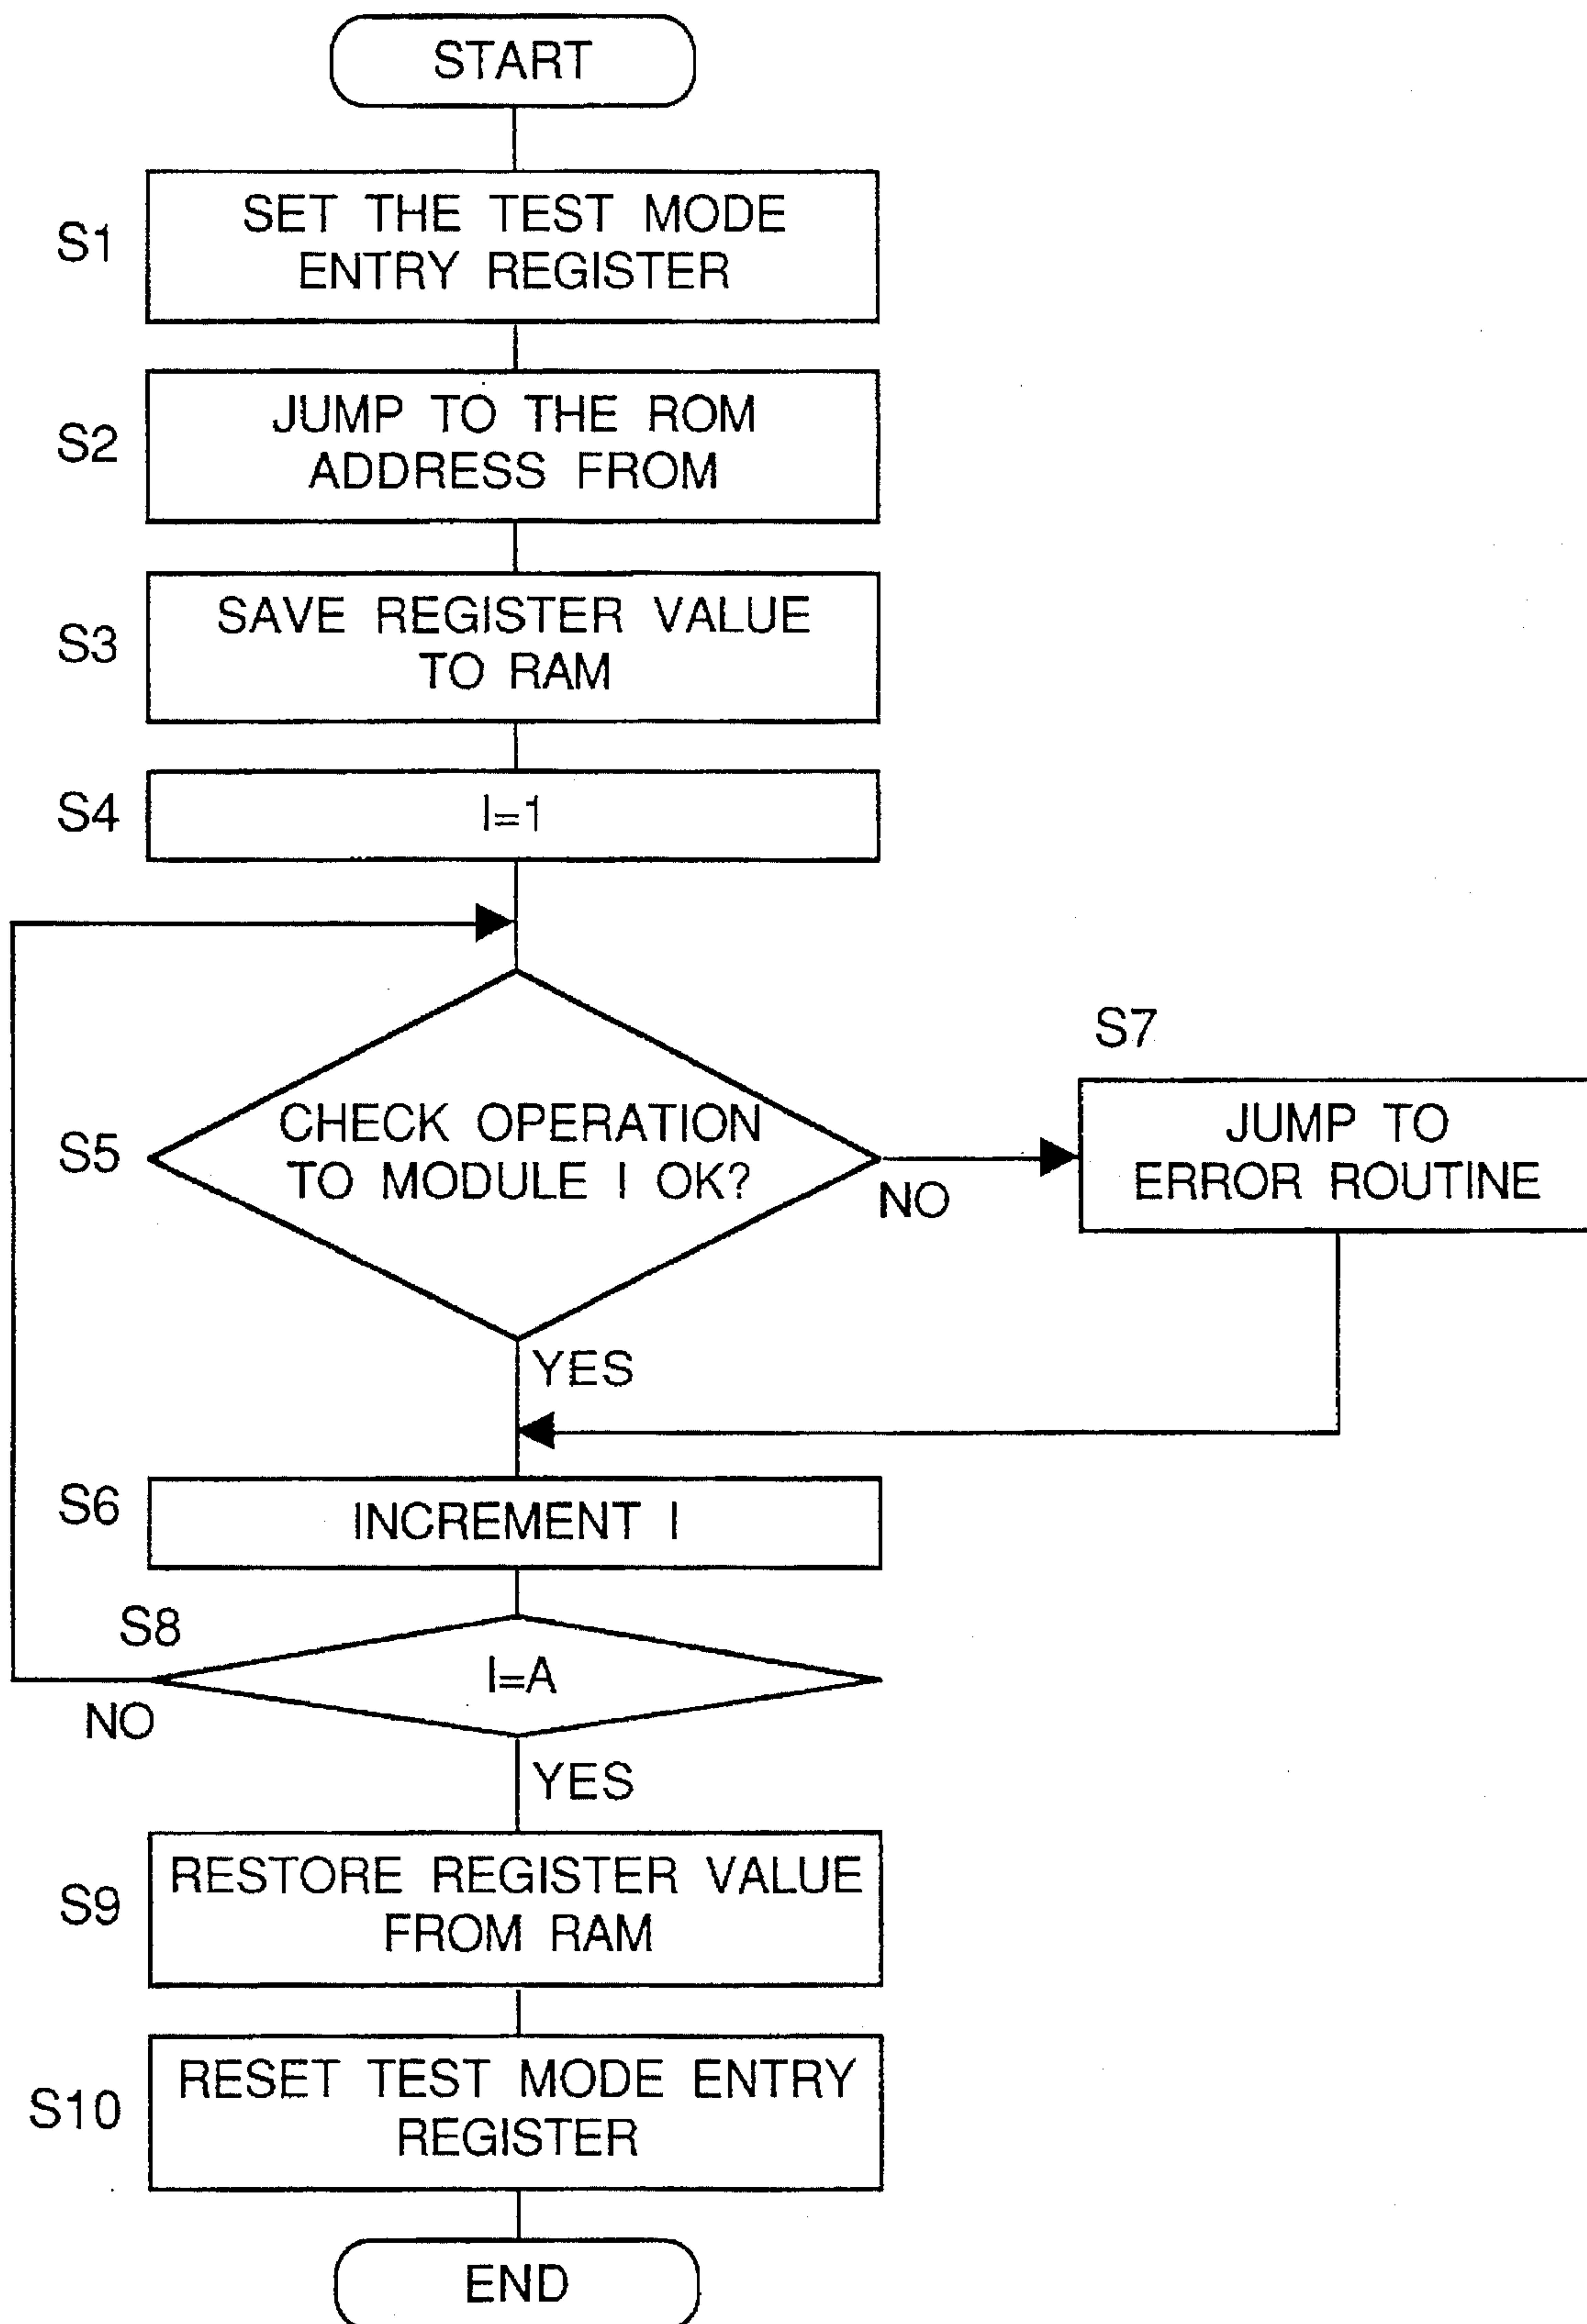 START
S1
SET THE TEST MODE
ENTRY REGISTER
S2
JUMP TO THE ROM
ADDRESS FROM
S3
SAVE REGISTER VALUE
TO RAM
S4
I=1
S5
CHECK OPERATION
TO MODULE I OK?
NO
S7
JUMP TO
ERROR ROUTINE
YES
S6
INCREMENT I
S8
I=A
NO
YES
S9
RESTORE REGISTER VALUE
FROM RAM
S10
RESET TEST MODE ENTRY
REGISTER
END